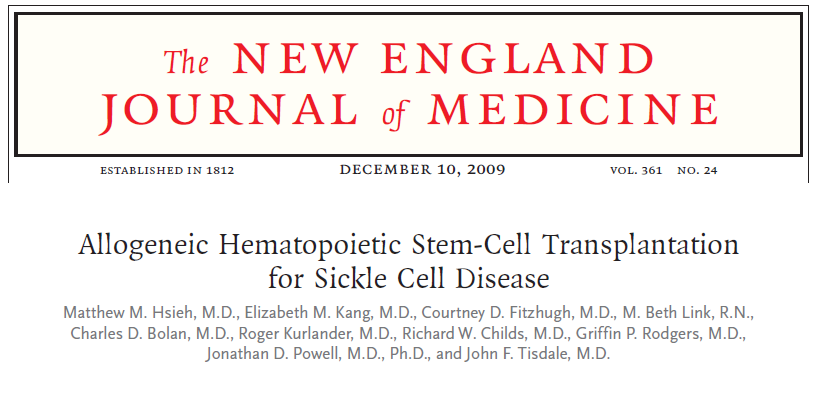 The NEW ENGLAND
JOURNAL of MEDICINE
ESTABLISHED IN 1812 DECEMBER 10, 2009 VOL. 361 NO. 24
Allogeneic Hematopoietic Stem-Cell Transplantation
for Sickle Cell Disease
Matthew M. Hsieh, M.D., Elizabeth M. Kang, M.D., Courtney D. Fitzhugh, M.D., M. Beth Link, R.N.,
Charles D. Bolan, M.D., Roger Kurlander, M.D., Richard W. Childs, M.D., Griffin P. Rodgers, M.D.,
Jonathan D. Powell, M.D., Ph.D., and John F. Tisdale, M.D.